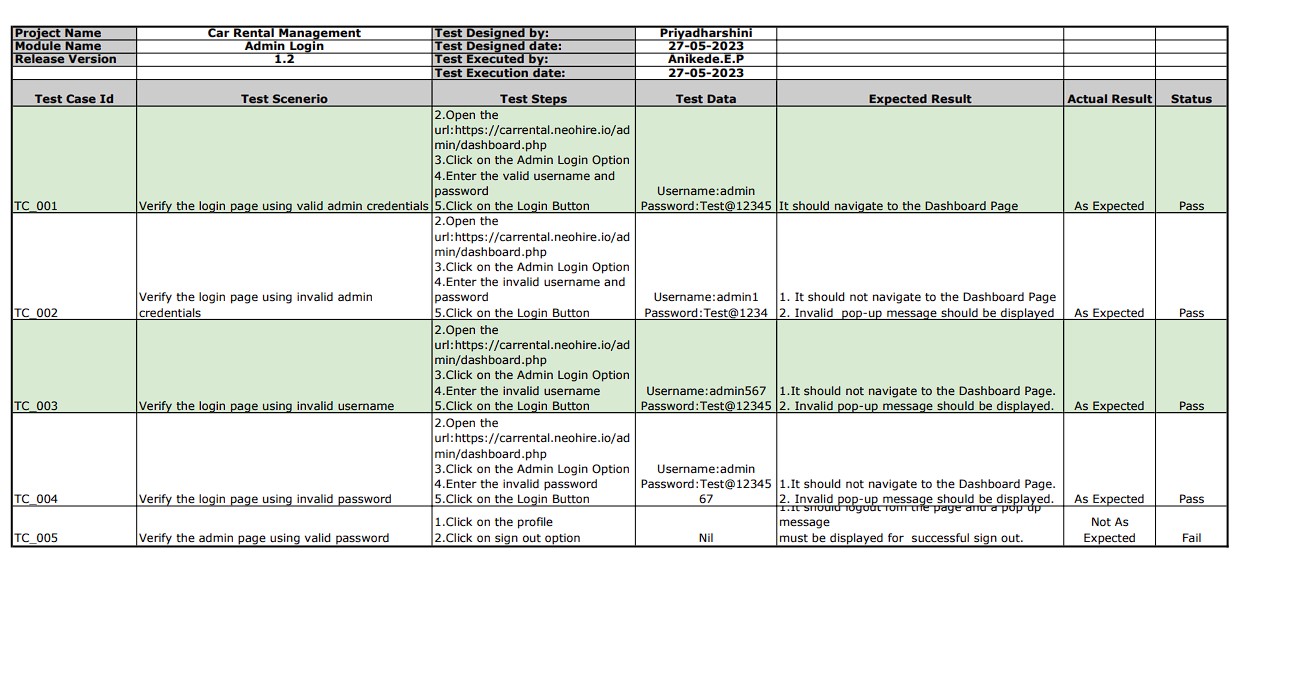 Project Name Car Rental Management Test Designed by: Priyadharshini
Module Name Admin Login Test Designed date: 27-05-2023
Release Version 1.2 Test Executed by: Anikede.E.P
Test Execution date: 27-05-2023
Test Case Id Test Scenerio Test Steps Test Data Expected Result Actual Result Status
2.Open the
url:https://carrental.neohire.io/ad
min/dashboard.php
3.Click on the Admin Login Option
4.Enter the valid username and
password Username:admin
TC_001 Verify the login page using valid admin credentials 5.Click on the Login Button Password:Test@12345 It should navigate to the Dashboard Page As Expected Pass
2.Open the
url:https://carrental.neohire.io/ad
min/dashboard.php
3.Click on the Admin Login Option
4.Enter the invalid username and
Verify the login page using invalid admin password Username:admin1 1. It should not navigate to the Dashboard Page
TC_002 credentials 5.Click on the Login Button Password:Test@1234 2. Invalid pop-up message should be displayed As Expected Pass
2.Open the
url:https://carrental.neohire.io/ad
min/dashboard.php
3.Click on the Admin Login Option
4.Enter the invalid username Username:admin567 1.It should not navigate to the Dashboard Page.
TC_003 Verify the login page using invalid username 5.Click on the Login Button Password:Test@12345 2. Invalid pop-up message should be displayed. As Expected Pass
2.Open the
url:https://carrental.neohire.io/ad
min/dashboard.php
3.Click on the Admin Login Option Username:admin
4.Enter the invalid password Password:Test@12345 1.It should not navigate to the Dashboard Page.
TC_004 Verify the login page using invalid password 5.Click on the Login Button 67 2. Invalid pop-up message should be displayed. As Expected Pass
1.It should logout fom the page and a pop up
1.Click on the profile message Not As
TC_005 Verify the admin page using valid password 2.Click on sign out option Nil must be displayed for successful sign out. Expected Fail